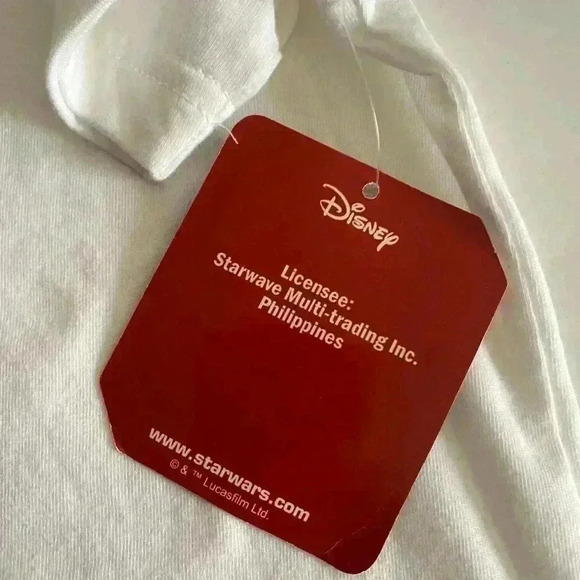 Disney
Licensee:
Starwave Multi-trading Inc.
Philippines
www.starwars.com
© & ™ Lucasfilm Ltd.